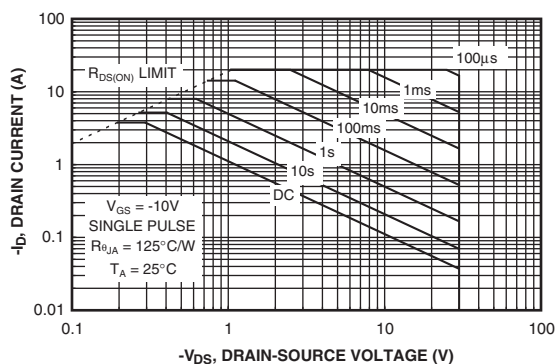 100
10
1
0.1
0.01
-I_D, DRAIN CURRENT (A)
R_DS(ON) LIMIT
100μs
1ms
10ms
100ms
1s
10s
DC
V_GS = -10V
SINGLE PULSE
R_θJA = 125°C/W
T_A = 25°C
0.1
1
10
100
-V_DS, DRAIN-SOURCE VOLTAGE (V)